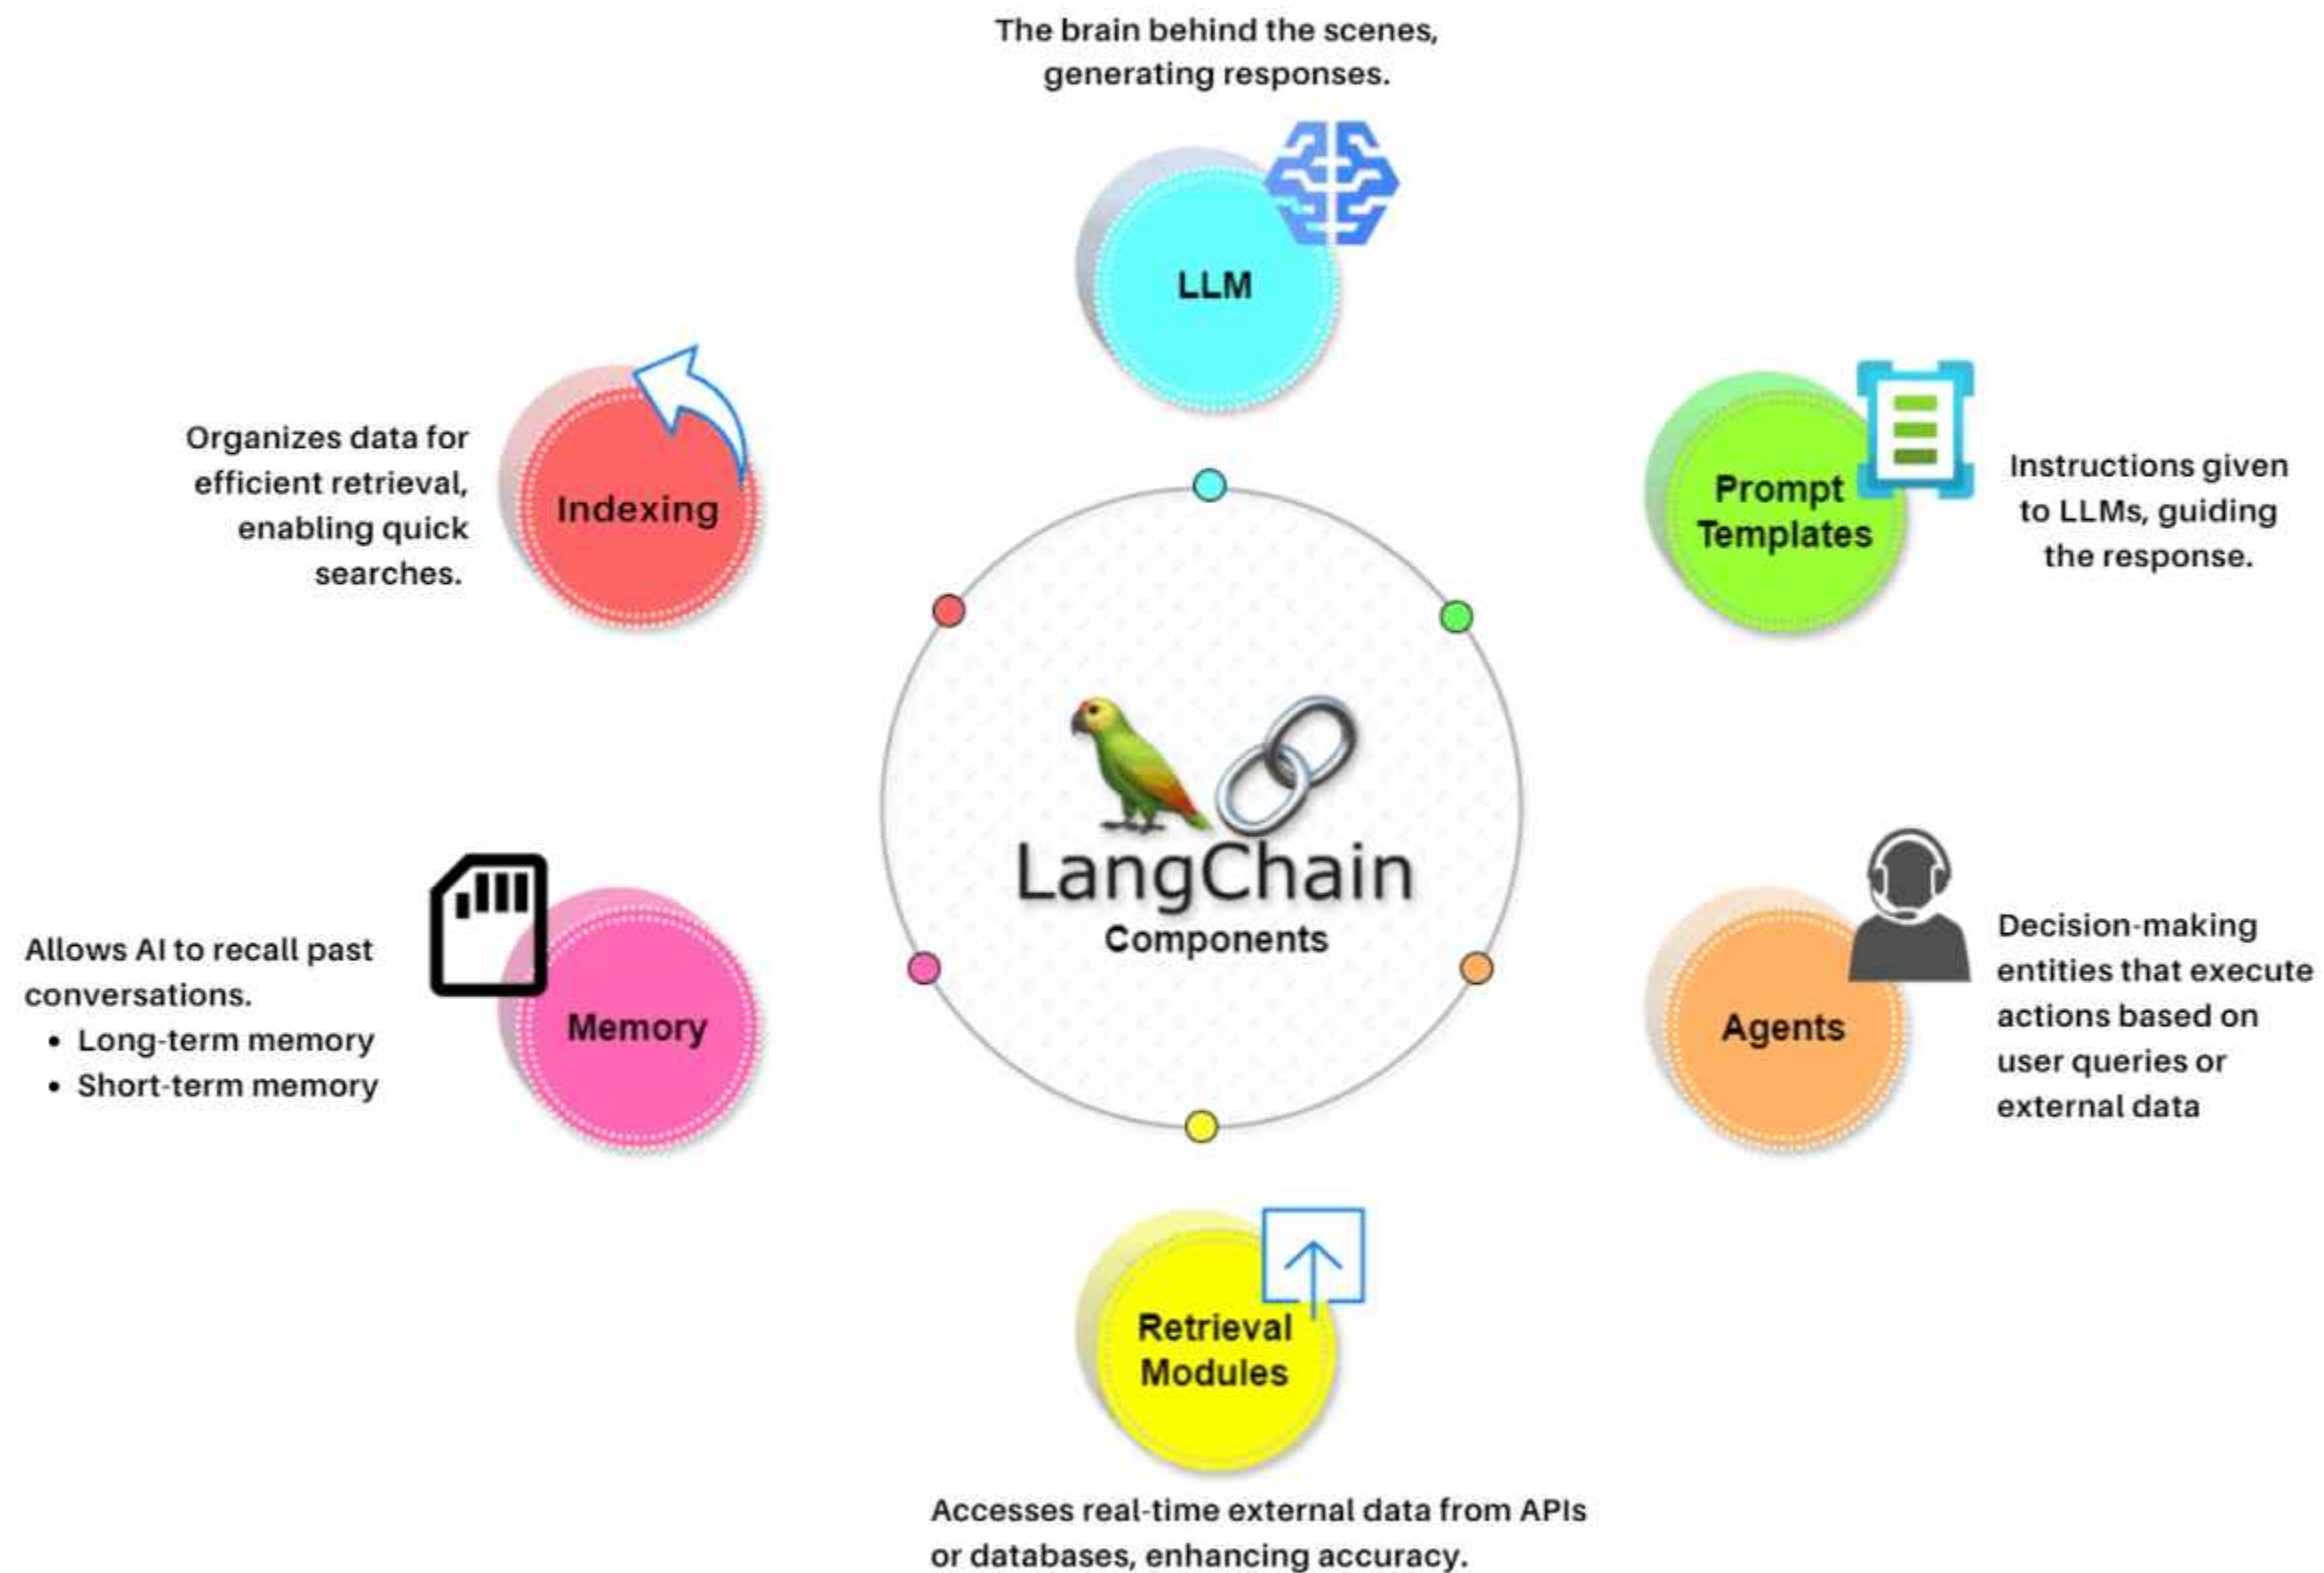 The brain behind the scenes,
generating responses.
LLM
Organizes data for
efficient retrieval,
enabling quick
searches.
Indexing
Prompt
Templates
Instructions given
to LLMs, guiding
the response.
LangChain
Components
Allows AI to recall past
conversations.
• Long-term memory
• Short-term memory
Memory
Agents
Decision-making
entities that execute
actions based on
user queries or
external data
Retrieval
Modules
Accesses real-time external data from APIs
or databases, enhancing accuracy.